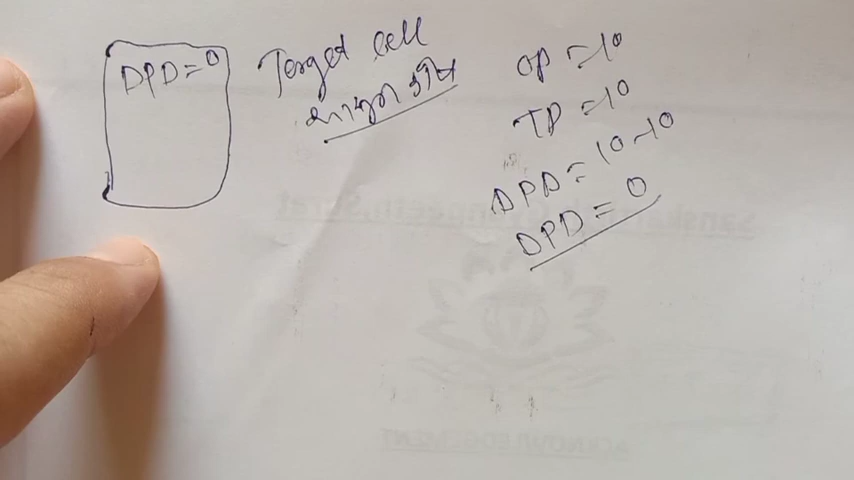 DPD=0
Target cell
OP = 10
TP = 10
DPD = 10-10
DPD = 0